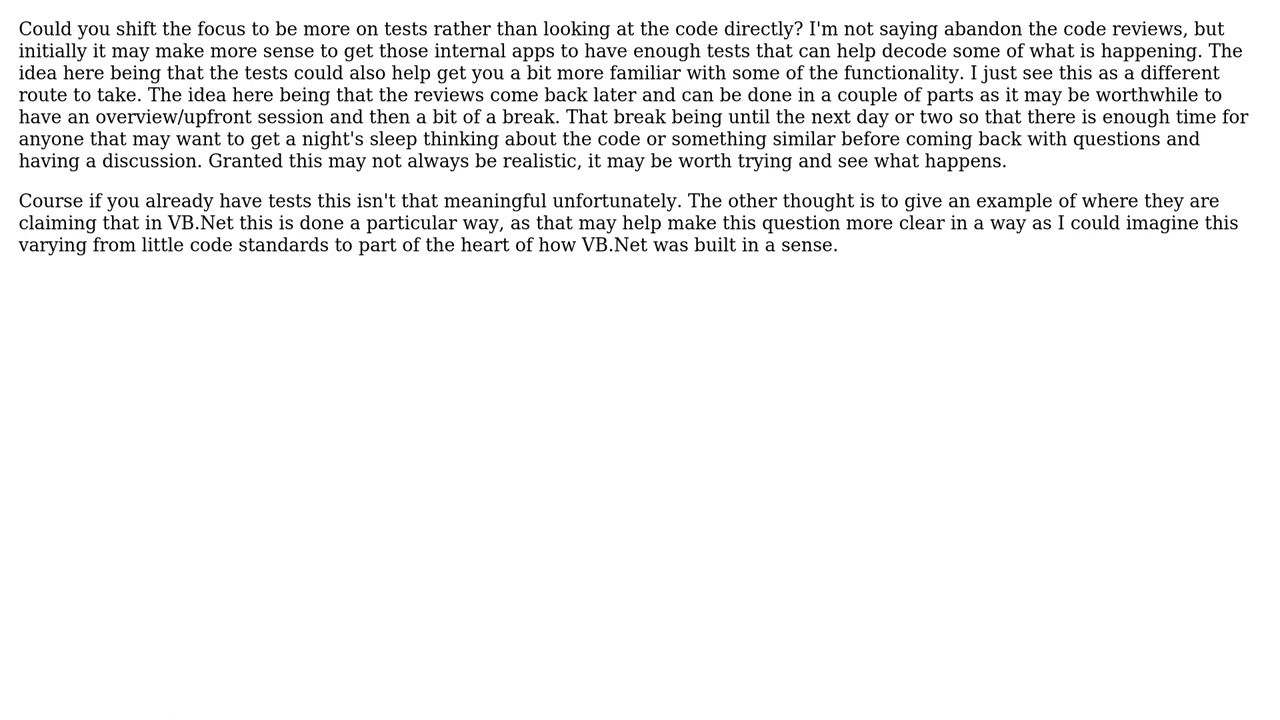 Could you shift the focus to be more on tests rather than looking at the code directly? I'm not saying abandon the code reviews, but
initially it may make more sense to get those internal apps to have enough tests that can help decode some of what is happening. The
idea here being that the tests could also help get you a bit more familiar with some of the functionality. I just see this as a different
route to take. The idea here being that the reviews come back later and can be done in a couple of parts as it may be worthwhile to
have an overview/upfront session and then a bit of a break. That break being until the next day or two so that there is enough time for
anyone that may want to get a night's sleep thinking about the code or something similar before coming back with questions and
having a discussion. Granted this may not always be realistic, it may be worth trying and see what happens.
Course if you already have tests this isn't that meaningful unfortunately. The other thought is to give an example of where they are
claiming that in VB.Net this is done a particular way, as that may help make this question more clear in a way as I could imagine this
varying from little code standards to part of the heart of how VB.Net was built in a sense.